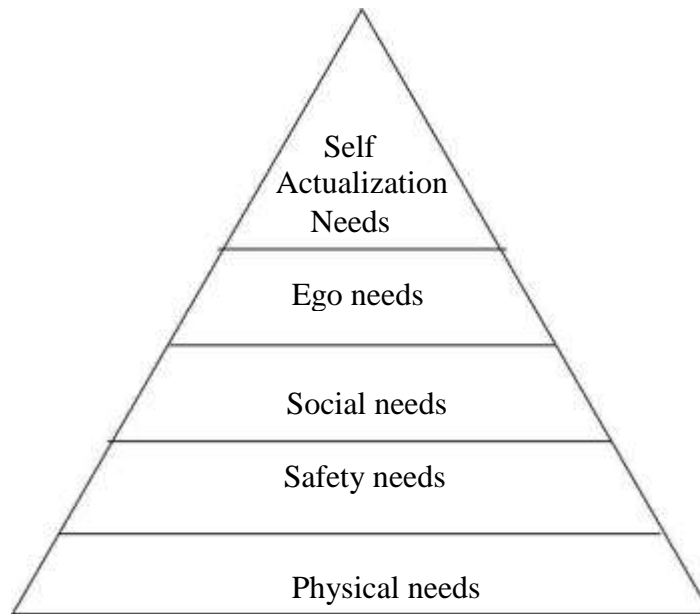 Self
Actualization
Needs
Ego needs
Social needs
Safety needs
Physical needs